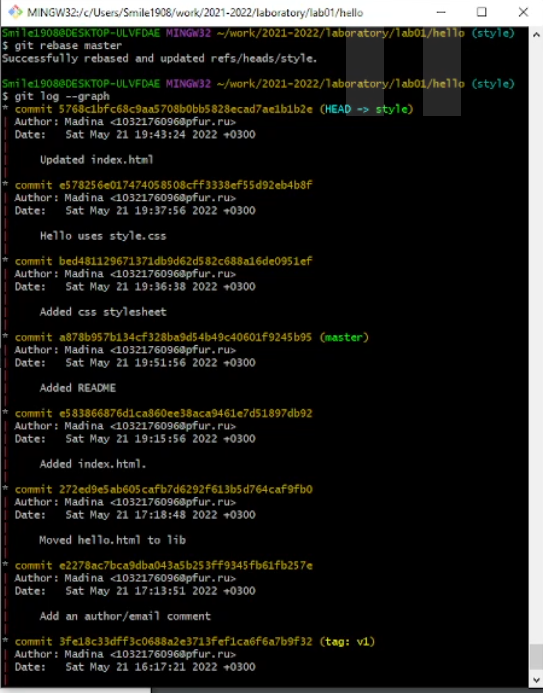 MINGW32:/c/Users/Smile1908/work/2021-2022/laboratory/lab01/hello
Smile1908@DESKTOP-ULVFDAE MINGW32 ~/work/2021-2022/laboratory/lab01/hello (style)
$ git rebase master
Successfully rebased and updated refs/heads/style.
Smile1908@DESKTOP-ULVFDAE MINGW32 ~/work/2021-2022/laboratory/lab01/hello (style)
$ git log --graph
* commit 5768c1bfc68c9aa5708b0bb5828ecad7ae1b1b2e (HEAD -> style)
| Author: Madina <1032176096@pfur.ru>
| Date:   Sat May 21 19:43:24 2022 +0300
|
|     Updated index.html
|
* commit e578256e017474058508cff3338ef55d92eb4b8f
| Author: Madina <1032176096@pfur.ru>
| Date:   Sat May 21 19:37:56 2022 +0300
|
|     Hello uses style.css
|
* commit bed481129671371db9d62d582c688a16de0951ef
| Author: Madina <1032176096@pfur.ru>
| Date:   Sat May 21 19:36:38 2022 +0300
|
|     Added css stylesheet
|
* commit a878b957b134cf328ba9d54b49c40601f9245b95 (master)
| Author: Madina <1032176096@pfur.ru>
| Date:   Sat May 21 19:51:56 2022 +0300
|
|     Added README
|
* commit e583866876d1ca860ee38aca9461e7d51897db92
| Author: Madina <1032176096@pfur.ru>
| Date:   Sat May 21 19:15:56 2022 +0300
|
|     Added index.html.
|
* commit 272ed9e5ab605cafb7d6292f613b5d764caf9fb0
| Author: Madina <1032176096@pfur.ru>
| Date:   Sat May 21 17:18:48 2022 +0300
|
|     Moved hello.html to lib
|
* commit e2278ac7bca9dba043a5b253ff9345fb61fb257e
| Author: Madina <1032176096@pfur.ru>
| Date:   Sat May 21 17:13:51 2022 +0300
|
|     Add an author/email comment
|
* commit 3fe18c33dff3c0688a2e3713fef1ca6f6a7b9f32 (tag: v1)
| Author: Madina <1032176096@pfur.ru>
| Date:   Sat May 21 16:17:21 2022 +0300
|